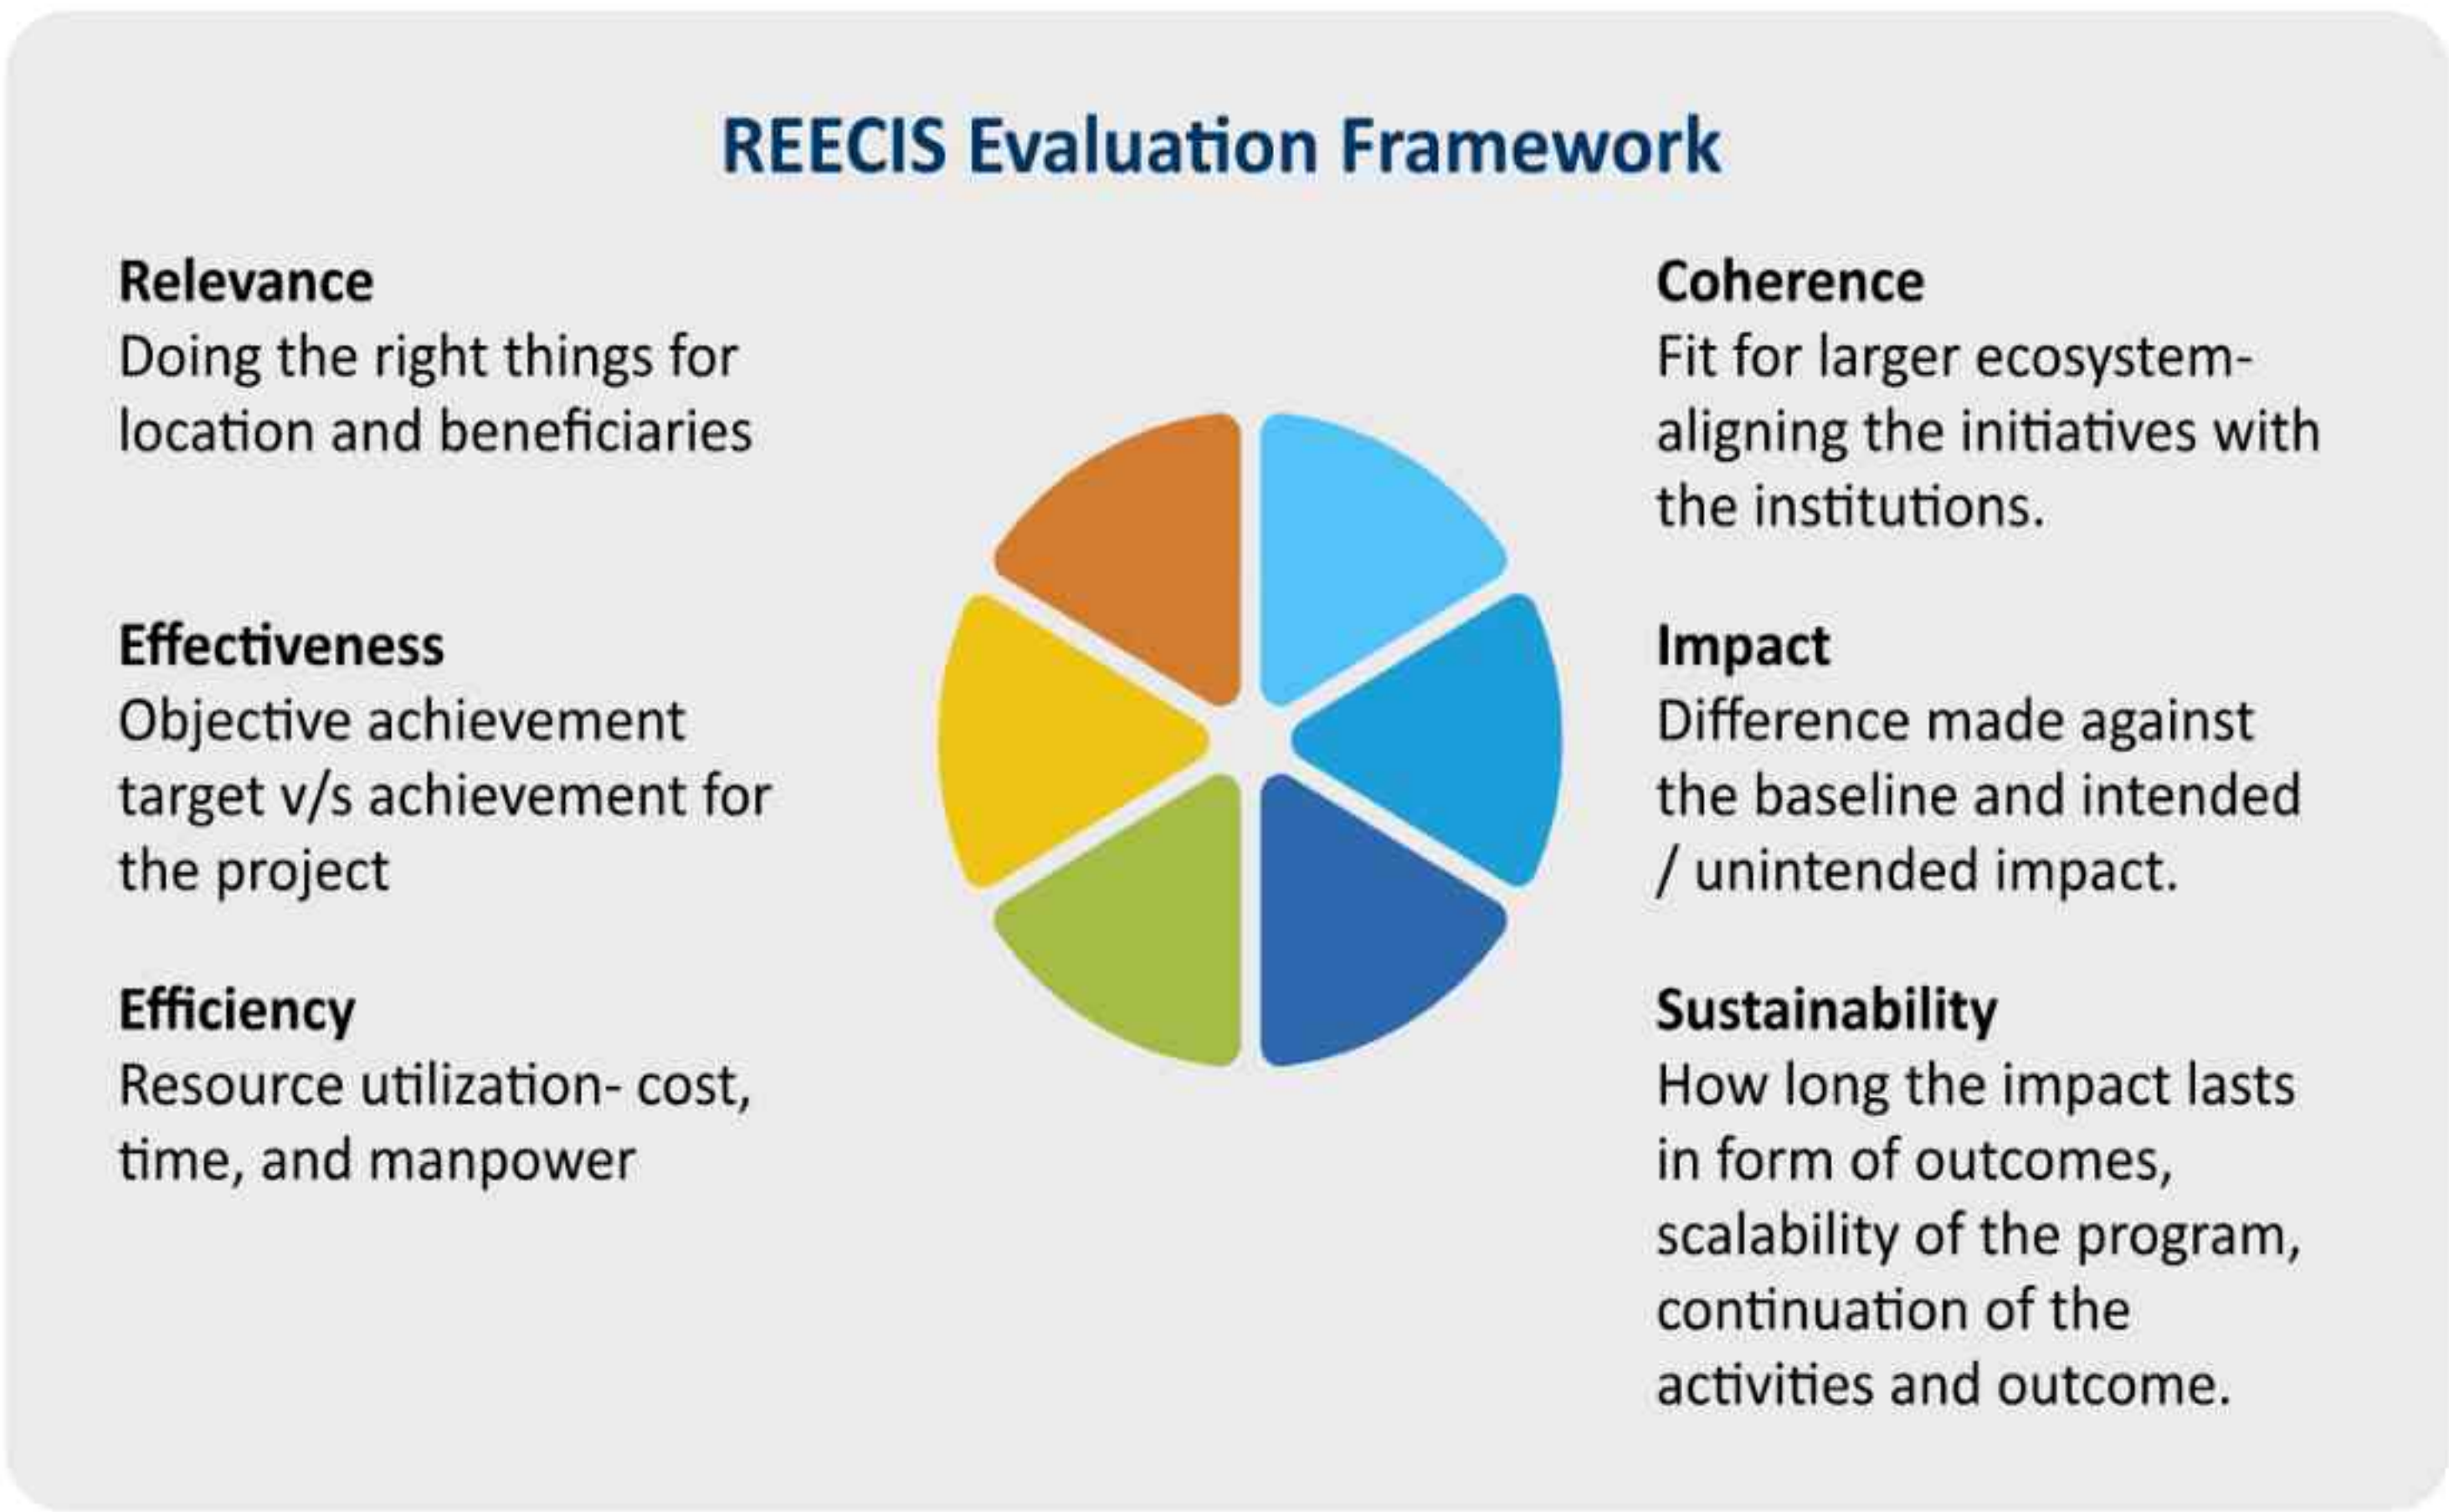 REECIS Evaluation Framework
Relevance
Doing the right things for
location and beneficiaries
Effectiveness
Objective achievement
target v/s achievement for
the project
Efficiency
Resource utilization- cost,
time, and manpower
Coherence
Fit for larger ecosystem-
aligning the initiatives with
the institutions.
Impact
Difference made against
the baseline and intended
/ unintended impact.
Sustainability
How long the impact lasts
in form of outcomes,
scalability of the program,
continuation of the
activities and outcome.